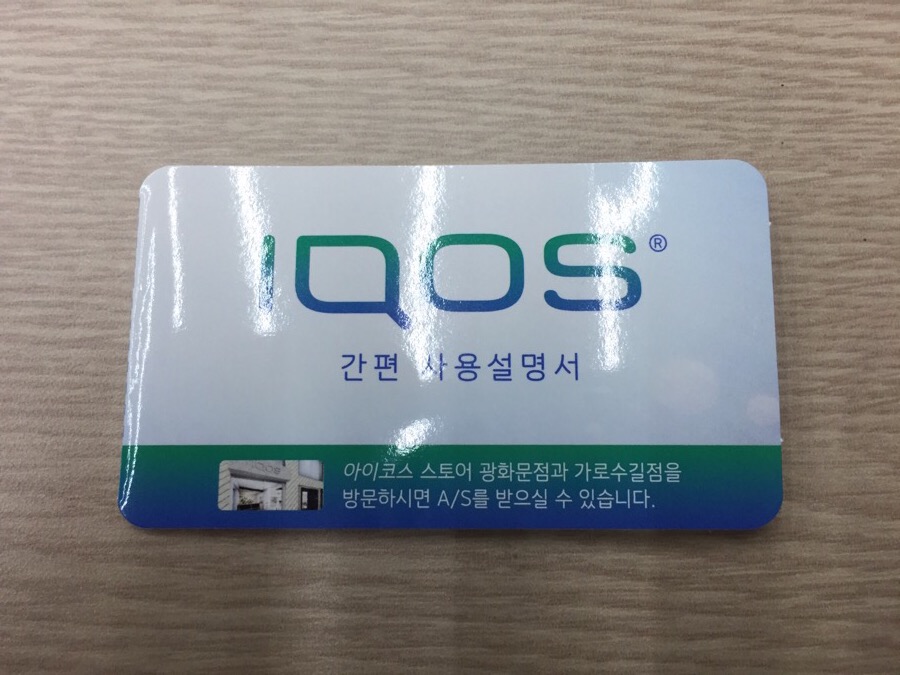 IQOS®
간편 사용설명서
아이코스 스토어 광화문점과 가로수길점을
방문하시면 A/S를 받으실 수 있습니다.